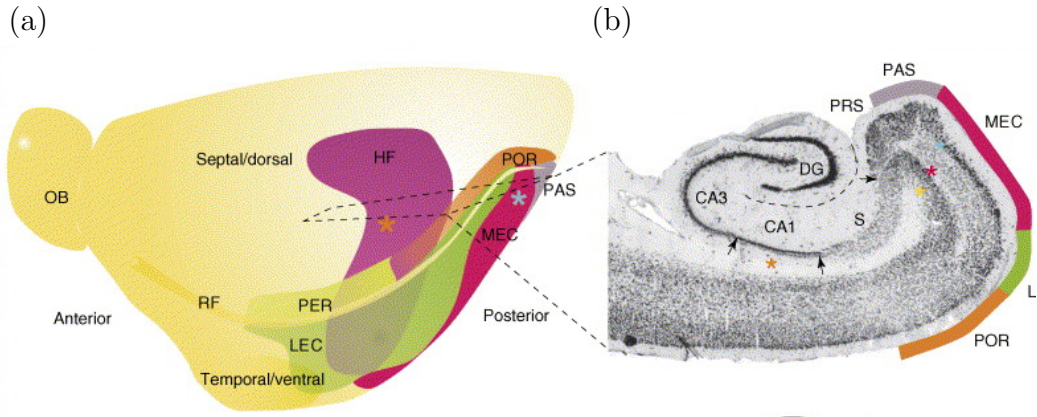 (a)
(b)
OB
Septal/dorsal
HF
POR
PAS
MEC
RF
PER
Anterior
Posterior
LEC
Temporal/ventral
PAS
PRS
MEC
DG
CA3
CA1
S
L
POR